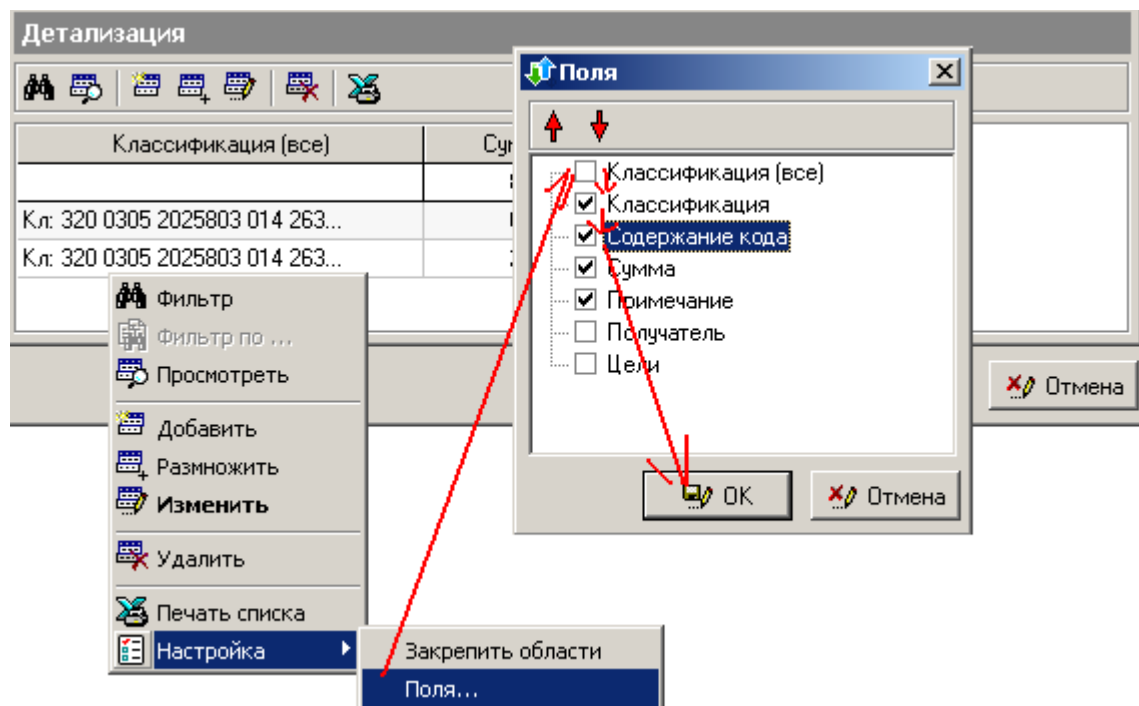 Детализация
Классификация (все)
Кл: 320 0305 2025803 014 263...
Кл: 320 0305 2025803 014 263...
Фильтр
Фильтр по ...
Просмотреть
Добавить
Размножить
Изменить
Удалить
Печать списка
Настройка
Закрепить области
Поля...
Поля
Классификация (все)
Классификация
Содержание кода
Сумма
Примечание
Получатель
Цели
OK
Отмена
Отмена